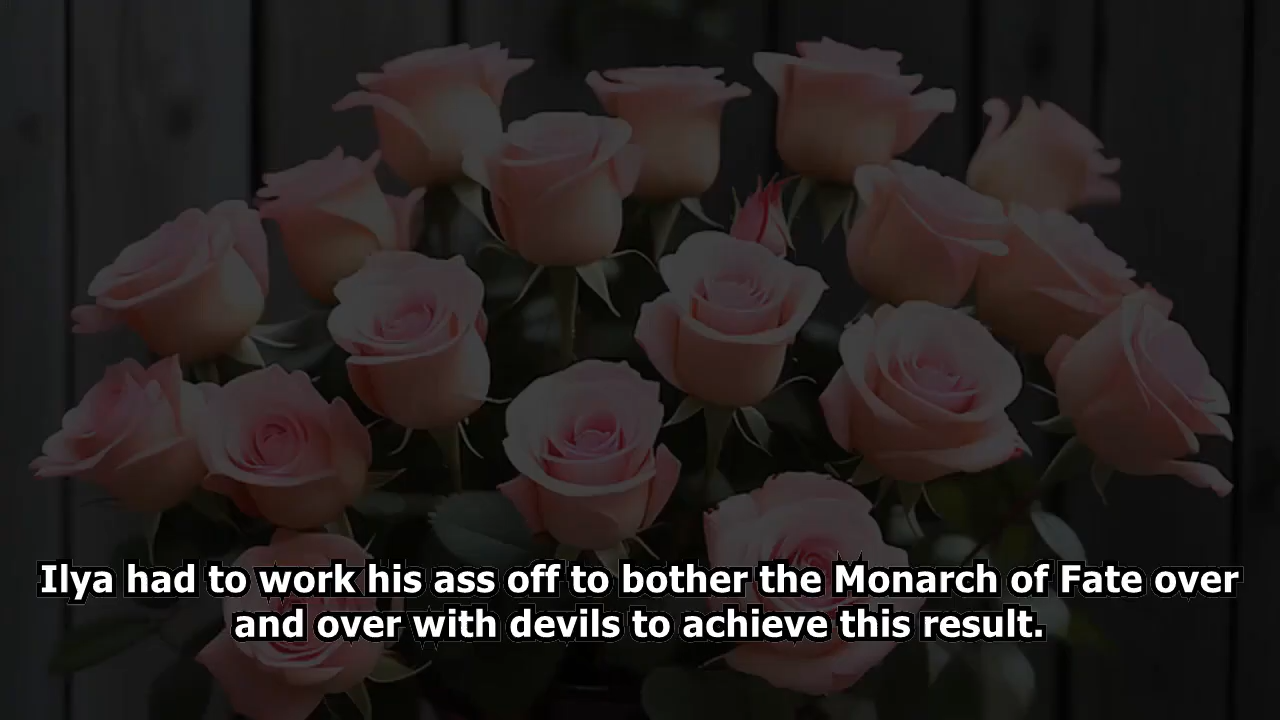 Ilya had to work his ass off to bother the Monarch of Fate over
and over with devils to achieve this result.